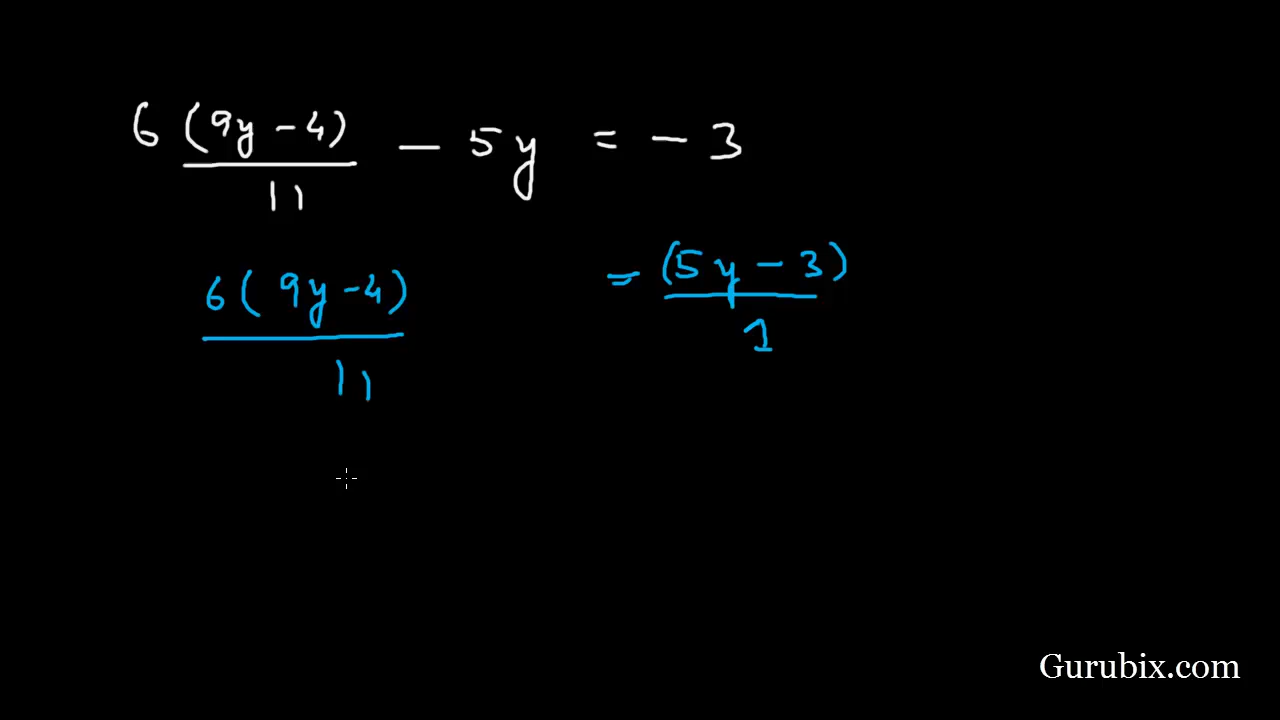 6 (9y - 4)/11 - 5y = - 3
6 ( 9y - 4)/11 = (5y - 3)/1
Gurubix.com